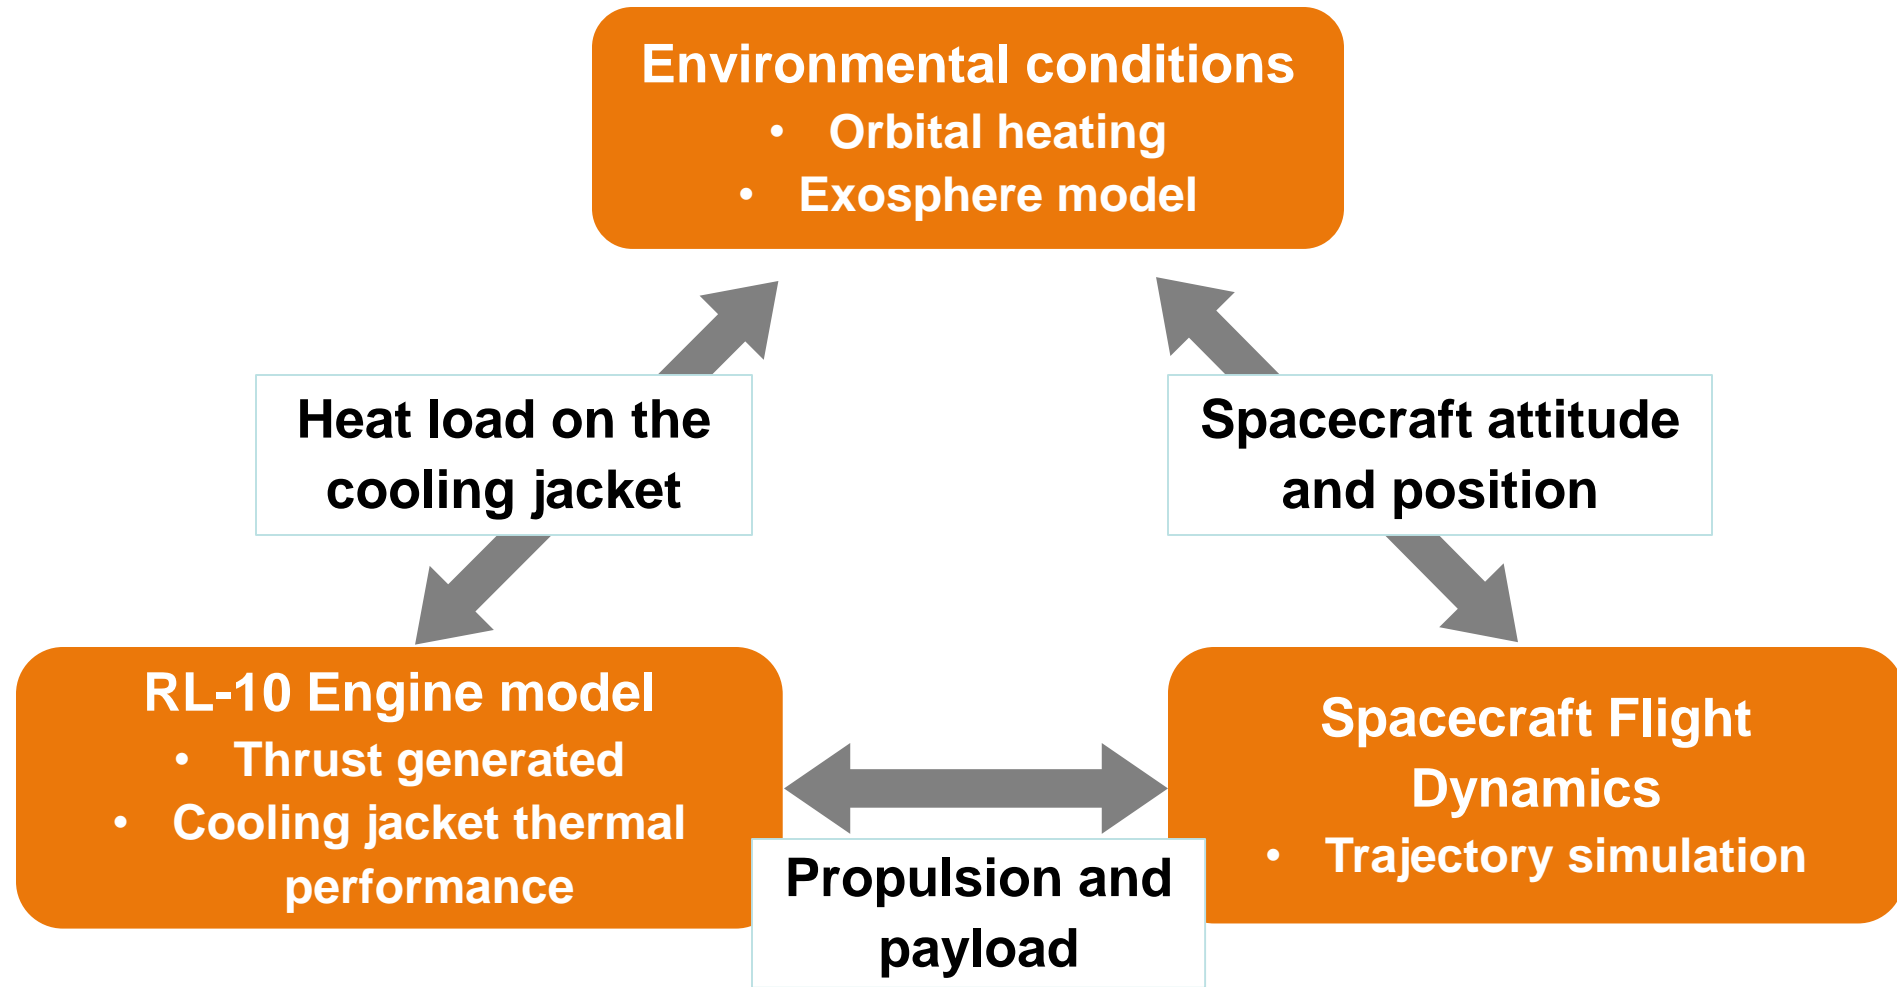 Environmental conditions
• Orbital heating
• Exosphere model
Heat load on the
cooling jacket
Spacecraft attitude
and position
RL-10 Engine model
• Thrust generated
• Cooling jacket thermal
performance
Propulsion and
payload
Spacecraft Flight
Dynamics
• Trajectory simulation